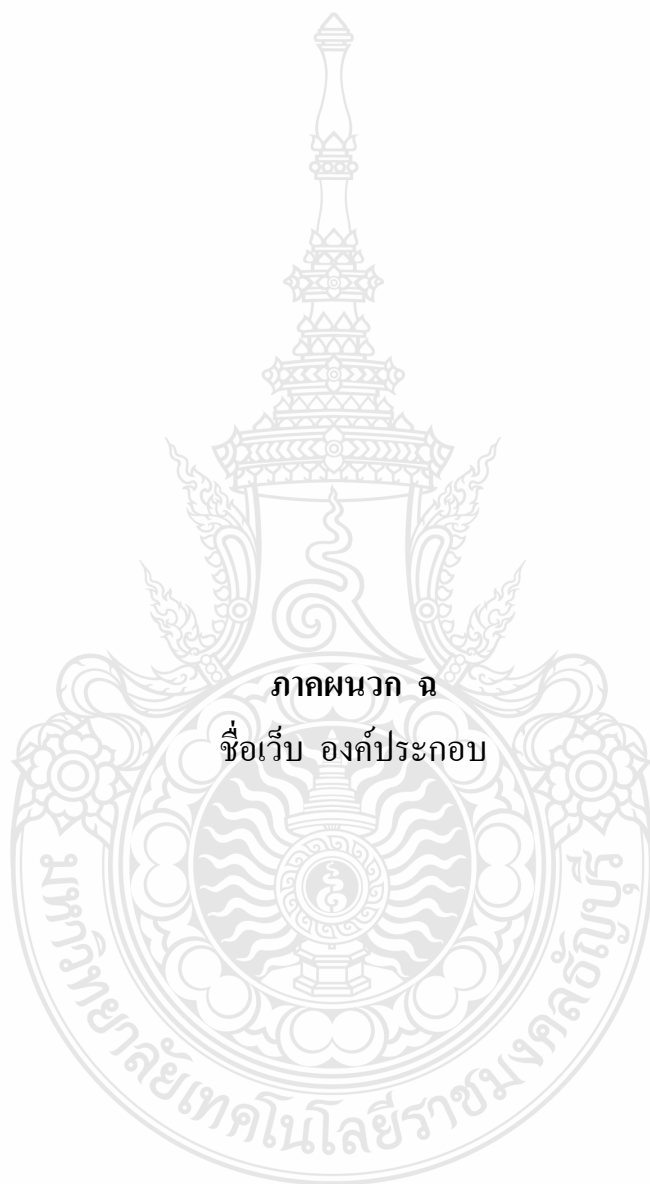 ภาคผนวก ฉ
ชื่อเว็บ องค์ประกอบ
มหาวิทยาลัยเทคโนโลยีราชมงคลธัญบุรี